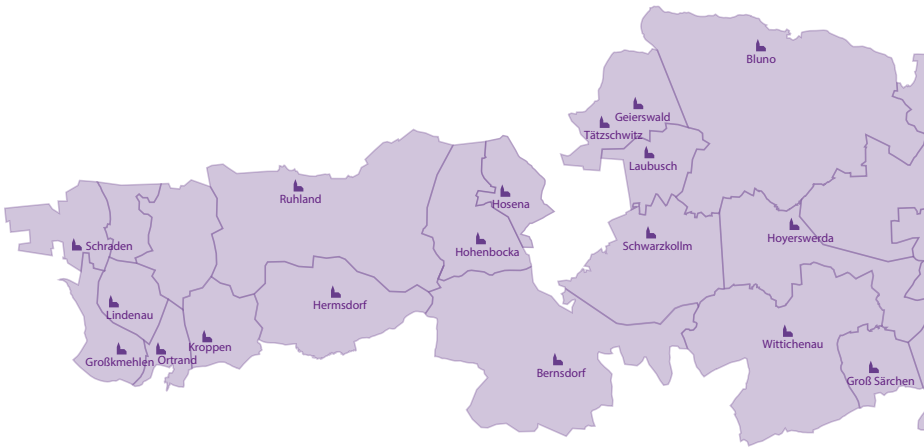 Bluno
Geierswald
Tätzschwitz
Laubusch
Ruhland
Hosena
Schraden
Hohenbocka
Schwarzkollm
Hoyerswerda
Hermsdorf
Lindenau
Kroppen
Großkmehlen
Ortrand
Wittichenau
Bernsdorf
Groß Särchen